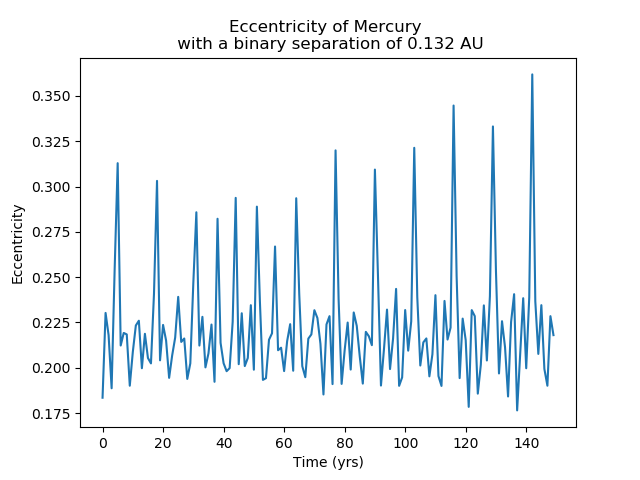 Eccentricity of Mercury
with a binary separation of 0.132 AU
0.350
0.325
0.300
0.275
0.250
0.225
0.200
0.175
Eccentricity
0 20 40 60 80 100 120 140
Time (yrs)